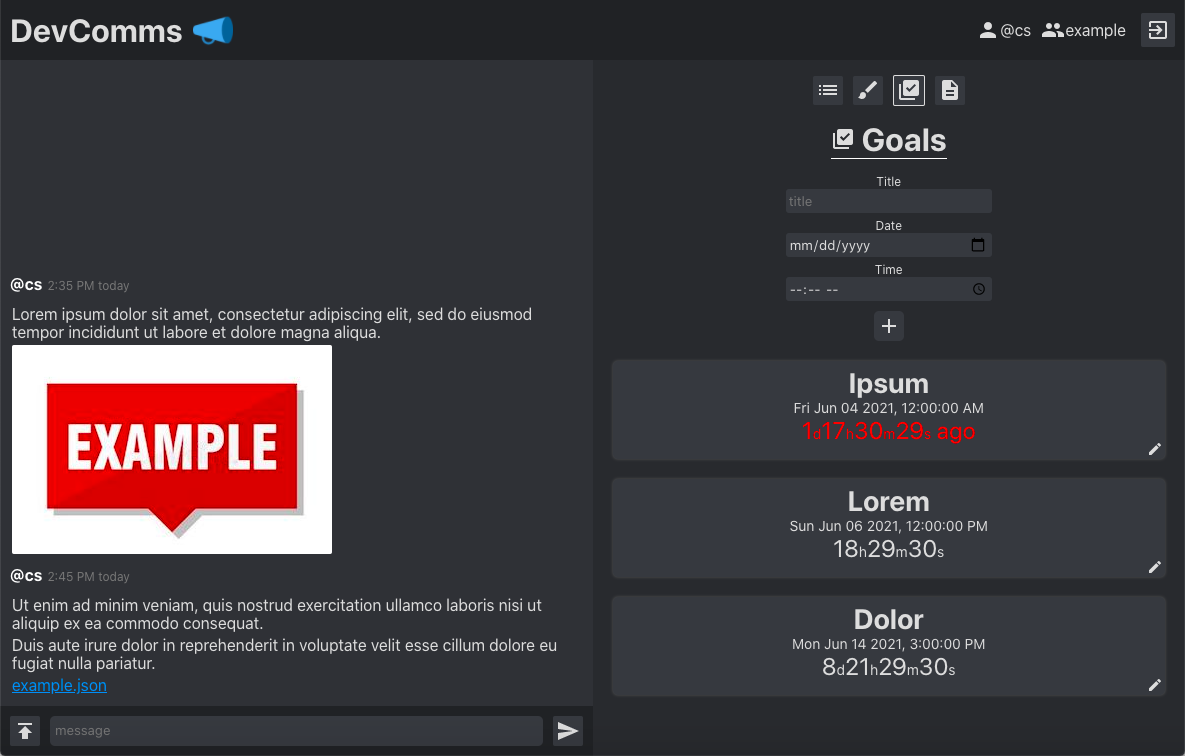 DevComms
@cs example
@cs 2:35 PM today
Lorem ipsum dolor sit amet, consectetur adipiscing elit, sed do eiusmod
tempor incididunt ut labore et dolore magna aliqua.
EXAMPLE
@cs 2:45 PM today
Ut enim ad minim veniam, quis nostrud exercitation ullamco laboris nisi ut
aliquip ex ea commodo consequat.
Duis aute irure dolor in reprehenderit in voluptate velit esse cillum dolore eu
fugiat nulla pariatur.
example.json
message
Goals
Title
title
Date
mm/dd/yyyy
Time
--:-- --
Ipsum
Fri Jun 04 2021, 12:00:00 AM
1d17h30m29s ago
Lorem
Sun Jun 06 2021, 12:00:00 PM
18h29m30s
Dolor
Mon Jun 14 2021, 3:00:00 PM
8d21h29m30s